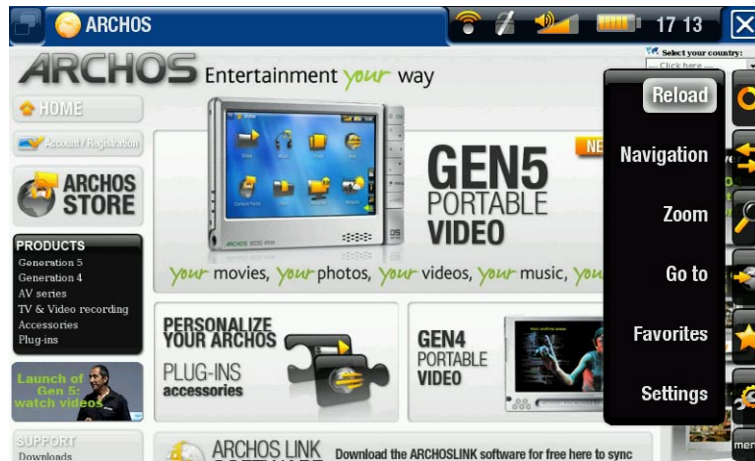 ARCHOS
17 13
Select your country:
--- Click here ---
ARCHOS Entertainment your way
HOME
Account / Registration
ARCHOS
STORE
PRODUCTS
Generation 5
Generation 4
AV series
TV & Video recording
Accessories
Plug-ins
Launch of
Gen 5:
watch videos
SUPPORT
Downloads
GEN5
PORTABLE
VIDEO
your movies, your photos, your videos, your music, you
PERSONALIZE
YOUR ARCHOS
PLUG-INS
accessories
GEN4
PORTABLE
VIDEO
ARCHOS LINK
Download the ARCHOSLINK software for free here to sync
Reload
Navigation
Zoom
Go to
Favorites
Settings